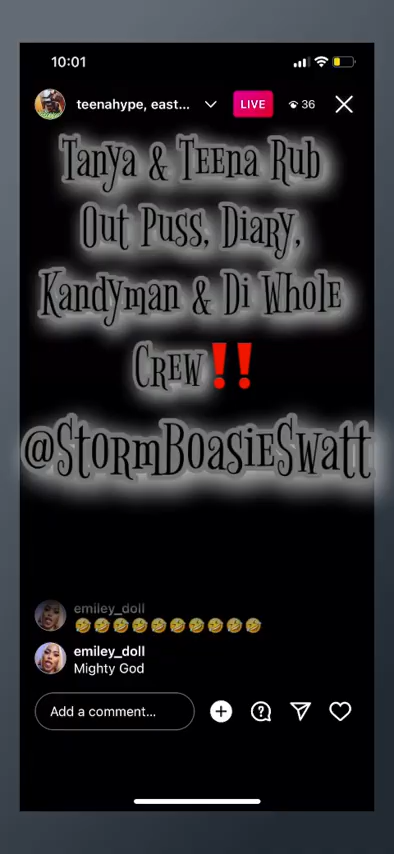 10:01
teenahype, east... LIVE 36
Tanya & Teena Rub
Out Puss, Diary,
Kandyman & Di Whole
Crew‼️
@StormBoasieSwatt
emiley_doll
🤣🤣🤣🤣🤣🤣🤣🤣🤣🤣
emiley_doll
Mighty God
Add a comment...